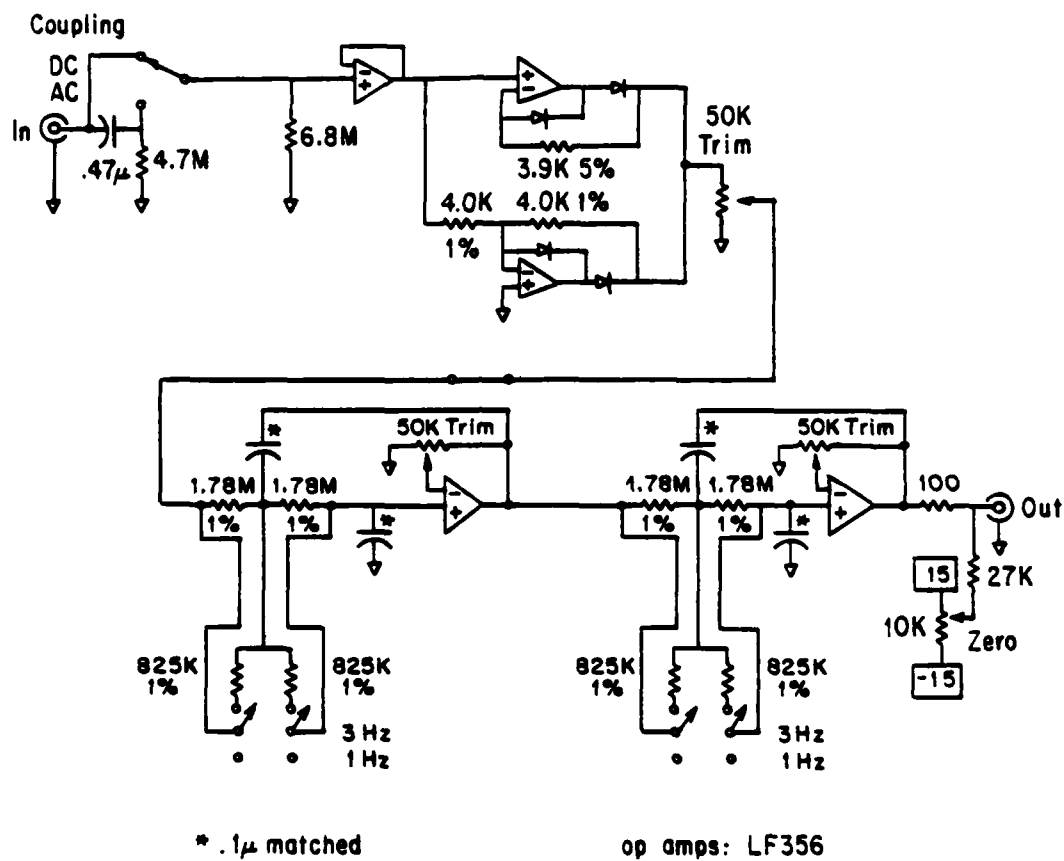 Coupling
DC
AC
In
.47μ
4.7M
6.8M
- +
+ -
3.9K 5%
50K
Trim
4.0K
1%
4.0K 1%
- +
*
50K Trim
1.78M
1%
1.78M
1%
*
- +
825K
1%
825K
1%
3 Hz
1 Hz
*
50K Trim
1.78M
1%
1.78M
1%
*
- +
100
Out
27K
15
10K
Zero
-15
825K
1%
825K
1%
3 Hz
1 Hz
* .1μ matched
op amps: LF356